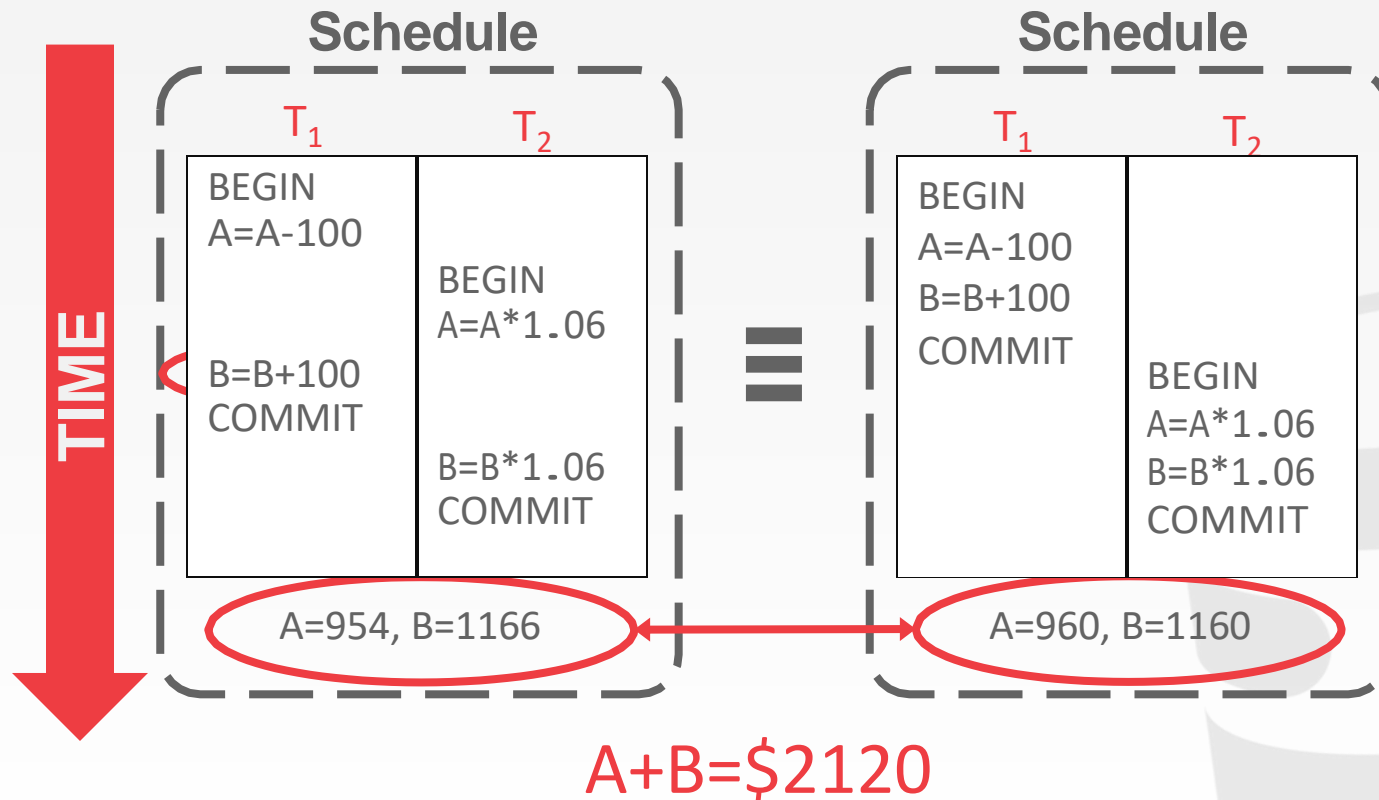 Schedule
TIME
T₁
T₂
BEGIN
A=A-100
BEGIN
A=A*1.06
B=B+100
COMMIT
B=B*1.06
COMMIT
A=954, B=1166
≡
Schedule
T₁
T₂
BEGIN
A=A-100
B=B+100
COMMIT
BEGIN
A=A*1.06
B=B*1.06
COMMIT
A=960, B=1160
A+B=$2120